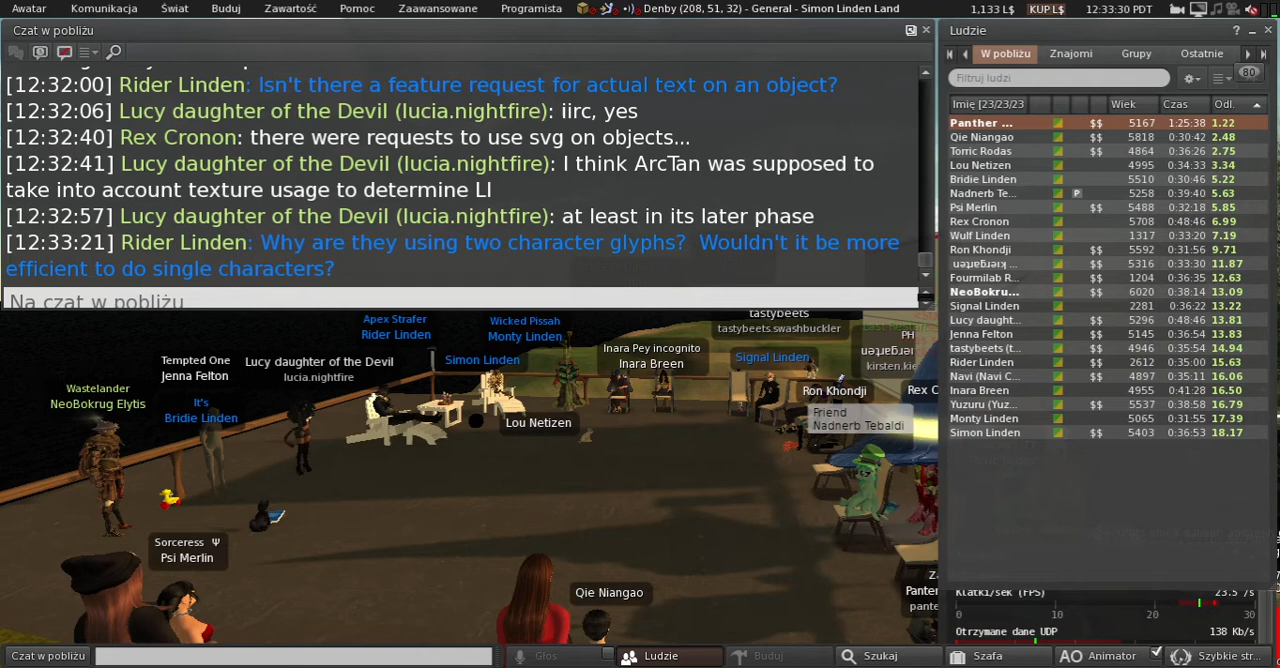 Awatar Komunikacja Świat Buduj Zawartość Pomoc Zaawansowane Programista Denby (208, 51, 32) - General - Simon Linden Land 1,133 L$ KUP L$ 12:33:30 PDT
Czat w pobliżu
[12:32:00] Rider Linden: Isn't there a feature request for actual text on an object?
[12:32:06] Lucy daughter of the Devil (lucia.nightfire): iirc, yes
[12:32:40] Rex Cronon: there were requests to use svg on objects...
[12:32:41] Lucy daughter of the Devil (lucia.nightfire): I think ArcTan was supposed to
take into account texture usage to determine LI
[12:32:57] Lucy daughter of the Devil (lucia.nightfire): at least in its later phase
[12:33:21] Rider Linden: Why are they using two character glyphs? Wouldn't it be more
efficient to do single characters?
Na czat w pobliżu
Apex Strafer
Rider Linden
Wicked Pissah
Monty Linden
Simon Linden
tastybeets
tastybeets.swashbuckler
Inara Pey incognito
Inara Breen
Signal Linden
PH
kirsten.kie
Tempted One
Jenna Felton
Lucy daughter of the Devil
lucia.nightfire
Wastelander
NeoBokrug Elytis
It's
Bridie Linden
Lou Netizen
Ron Khondji
Rex C
Friend
Nadnerb Tebaldi
Sorceress Ψ
Psi Merlin
Qie Niangao
Za
Panter
pante
Ludzie
W pobliżu Znajomi Grupy Ostatnie
80
Filtruj ludzi
Imię [23/23/23 Wiek Czas Odl.
Panther ... $$ 5167 1:25:38 1.22
Qie Niangao $$ 5818 0:30:42 2.48
Torric Rodas $$ 4864 0:36:26 2.75
Lou Netizen 4995 0:34:33 3.34
Bridie Linden 5510 0:30:46 5.22
Nadnerb Te... P 5258 0:39:40 5.63
Psi Merlin $$ 5488 0:32:18 5.85
Rex Cronon 5708 0:48:46 6.99
Wulf Linden 1317 0:33:20 7.19
Ron Khondji $$ 5592 0:31:56 9.71
$$ 5316 0:33:30 11.87
Fourmilab R... $$ 1204 0:36:35 12.63
NeoBokru... $$ 6020 0:38:14 13.09
Signal Linden 2281 0:36:22 13.22
Lucy daught... $$ 5296 0:48:46 13.81
Jenna Felton $$ 5145 0:36:54 13.83
tastybeets (t... $$ 4946 0:35:54 14.94
Rider Linden $$ 2612 0:35:00 15.63
Navi (Navi C... $$ 4897 0:35:11 16.06
Inara Breen 4955 0:41:28 16.50
Yuzuru (Yuz... $$ 5537 0:38:58 16.79
Monty Linden 5065 0:31:55 17.39
Simon Linden $$ 5403 0:36:53 18.17
Klatki/sek (FPS) 23.5 /s
0 10 20 30
Otrzymane dane UDP 138 Kb/s
Czat w pobliżu Głos Ludzie Buduj Szukaj Szafa AO Animator Szybkie str...